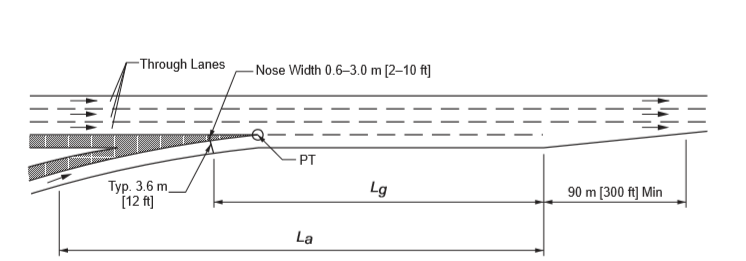 Through Lanes
Nose Width 0.6–3.0 m [2–10 ft]
PT
Typ. 3.6 m
[12 ft]
Lg
90 m [300 ft] Min
La